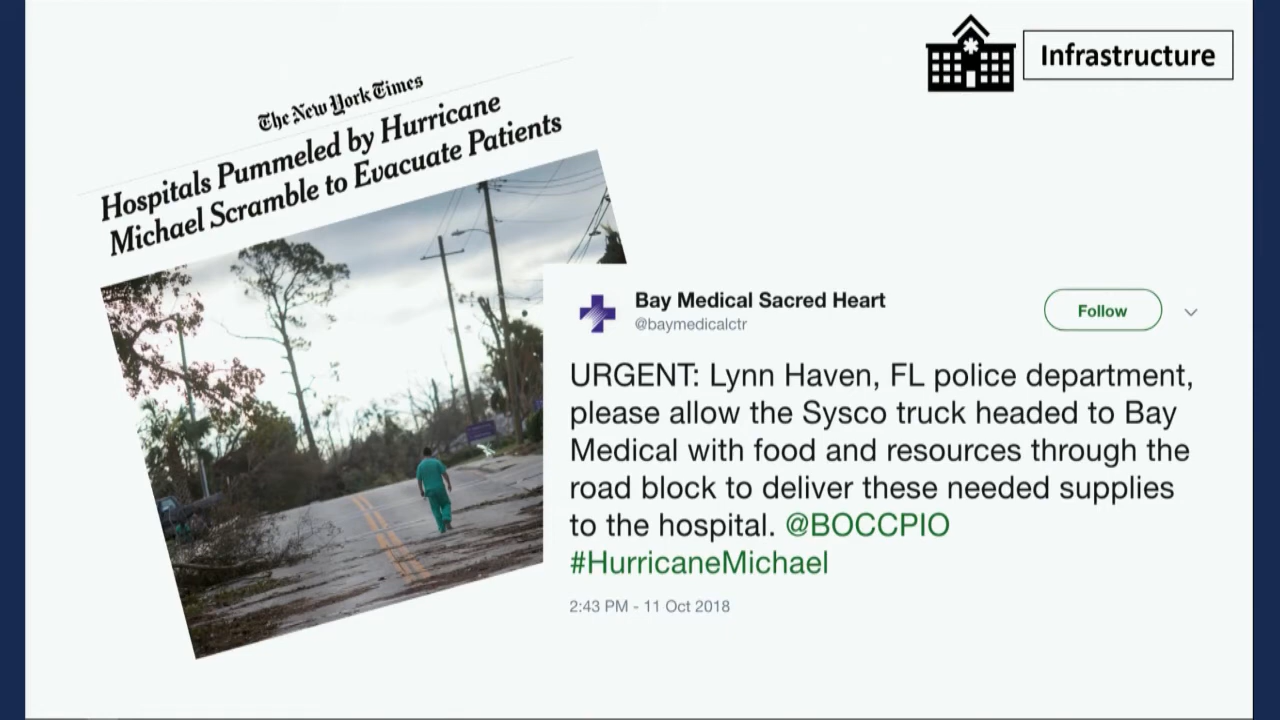 Infrastructure
The New York Times
Hospitals Pummeled by Hurricane
Michael Scramble to Evacuate Patients
Bay Medical Sacred Heart
@baymedicalctr
Follow
URGENT: Lynn Haven, FL police department,
please allow the Sysco truck headed to Bay
Medical with food and resources through the
road block to deliver these needed supplies
to the hospital. @BOCCPIO
#HurricaneMichael
2:43 PM - 11 Oct 2018